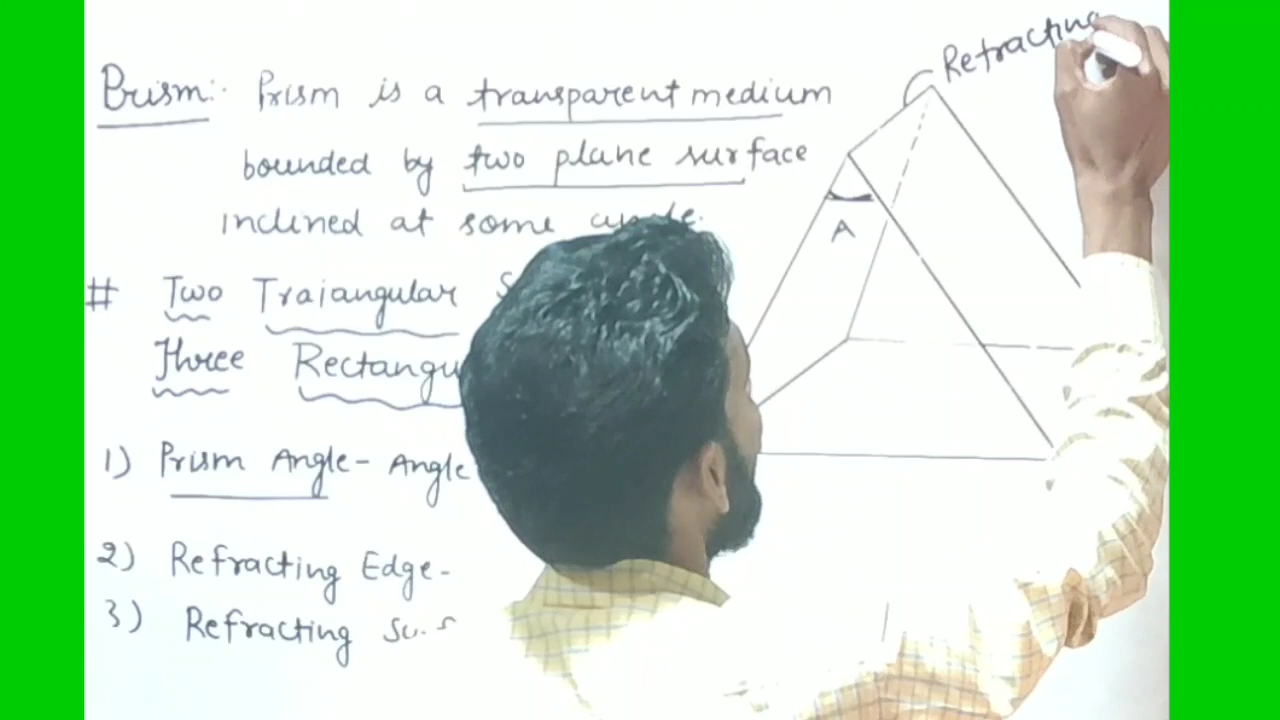 Prism:- Prism is a transparent medium
bounded by two plane surface
inclined at some
# Two Traiangular
Three
1) Prism Angle - Angle
2) Refracting Edge -
3) Refracting
Refracting
A